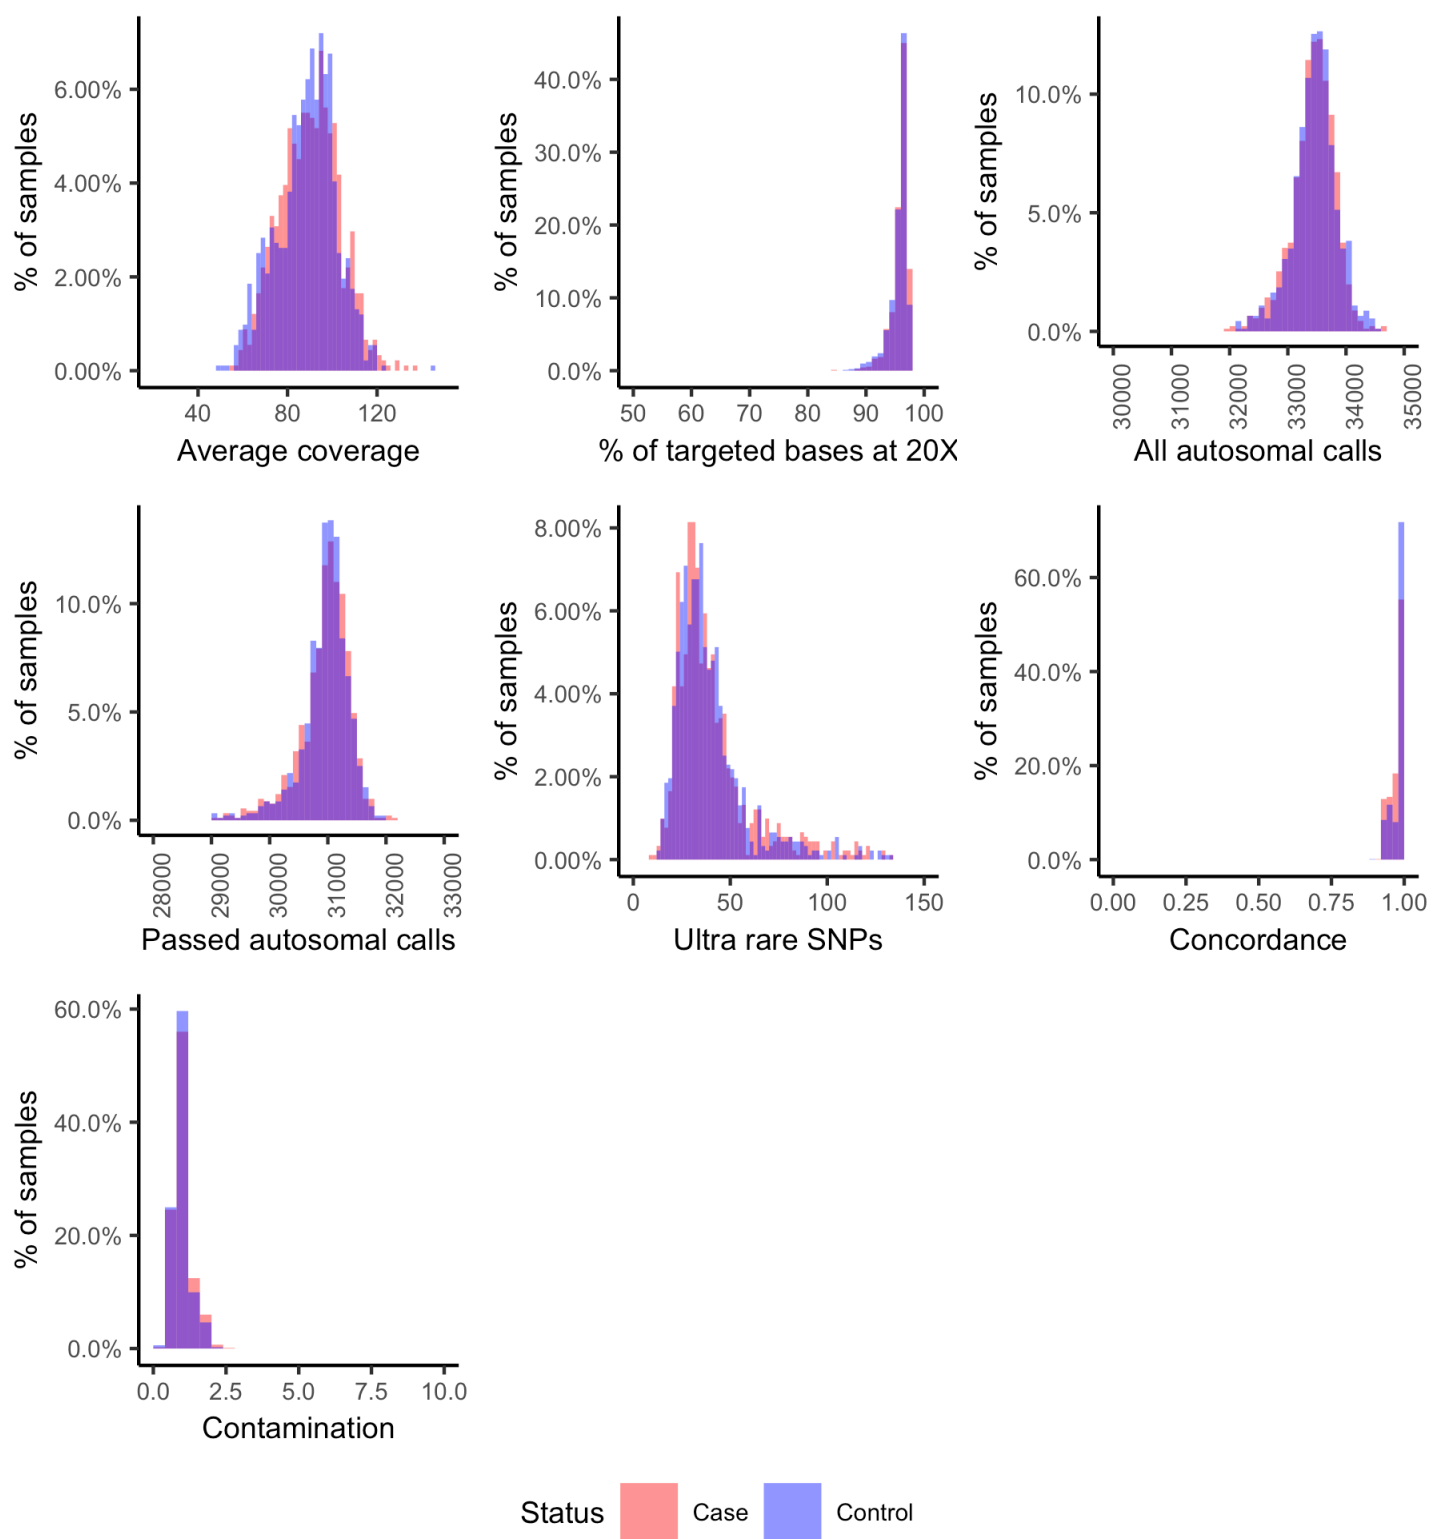 % of samples
6.00%
4.00%
2.00%
0.00%
40 80 120
Average coverage
% of samples
40.0%
30.0%
20.0%
10.0%
0.0%
50 60 70 80 90 100
% of targeted bases at 20X
% of samples
10.0%
5.0%
0.0%
30000 31000 32000 33000 34000 35000
All autosomal calls
% of samples
10.0%
5.0%
0.0%
28000 29000 30000 31000 32000 33000
Passed autosomal calls
% of samples
8.00%
6.00%
4.00%
2.00%
0.00%
0 50 100 150
Ultra rare SNPs
% of samples
60.0%
40.0%
20.0%
0.0%
0.00 0.25 0.50 0.75 1.00
Concordance
% of samples
60.0%
40.0%
20.0%
0.0%
0.0 2.5 5.0 7.5 10.0
Contamination
Status Case Control